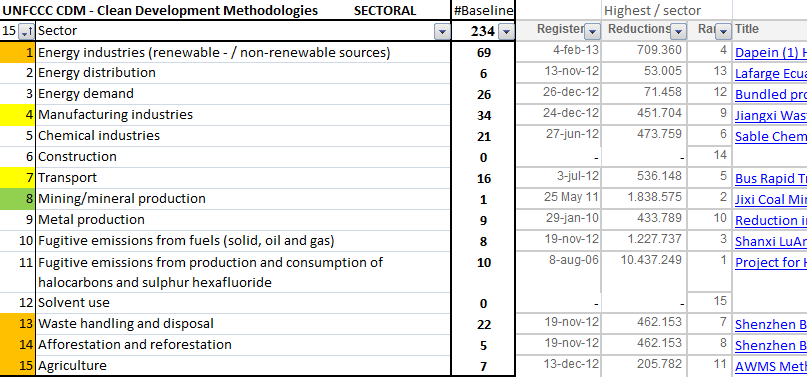 UNFCCC CDM - Clean Development Methodologies SECTORAL #Baseline Highest / sector
15 Sector 234 Register Reductions Ran Title
1 Energy industries (renewable - / non-renewable sources) 69 4-feb-13 709.360 4 Dapein (1) H
2 Energy distribution 6 13-nov-12 53.005 13 Lafarge Ecua
3 Energy demand 26 26-dec-12 71.458 12 Bundled pro
4 Manufacturing industries 34 24-dec-12 451.704 9 Jiangxi Was
5 Chemical industries 21 27-jun-12 473.759 6 Sable Chem
6 Construction 0 - - 14
7 Transport 16 3-jul-12 536.148 5 Bus Rapid T
8 Mining/mineral production 1 25 May 11 1.838.575 2 Jixi Coal Min
9 Metal production 9 29-jan-10 433.789 10 Reduction i
10 Fugitive emissions from fuels (solid, oil and gas) 8 19-nov-12 1.227.737 3 Shanxi LuAn
11 Fugitive emissions from production and consumption of 10 8-aug-06 10.437.249 1 Project for H
halocarbons and sulphur hexafluoride
12 Solvent use 0 - - 15
13 Waste handling and disposal 22 19-nov-12 462.153 7 Shenzhen B
14 Afforestation and reforestation 5 19-nov-12 462.153 8 Shenzhen B
15 Agriculture 7 13-dec-12 205.782 11 AWMS Meth